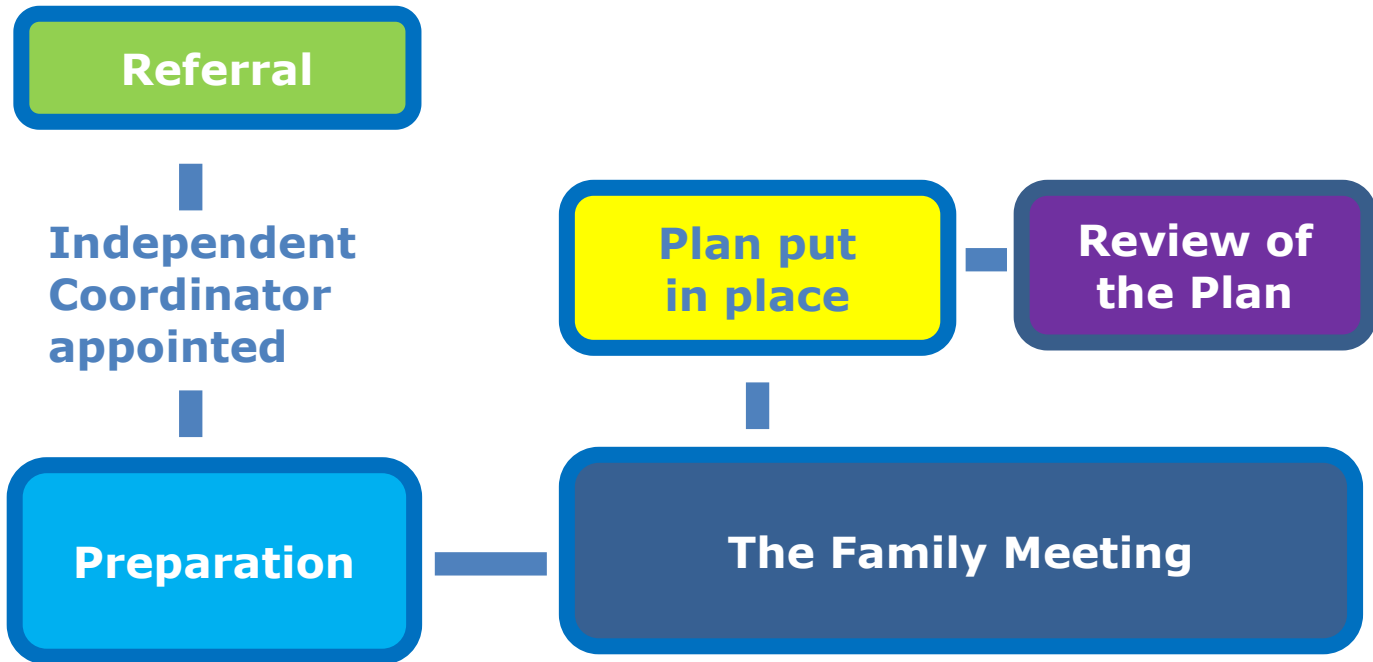 Referral
Independent
Coordinator
appointed
Preparation
The Family Meeting
Plan put
in place
Review of
the Plan